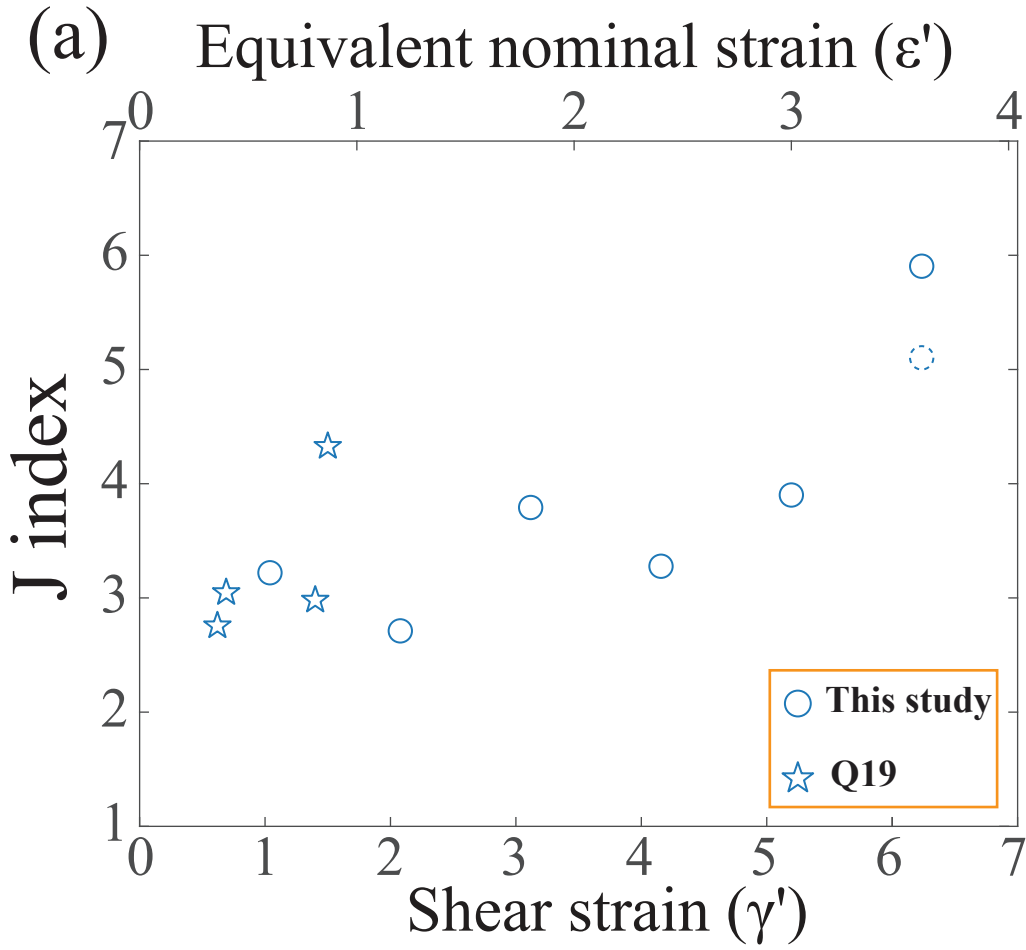 (a)
Equivalent nominal strain (ε')
0 1 2 3 4
7
6
5
4
3
2
1
J index
This study
Q19
0 1 2 3 4 5 6 7
Shear strain (γ')